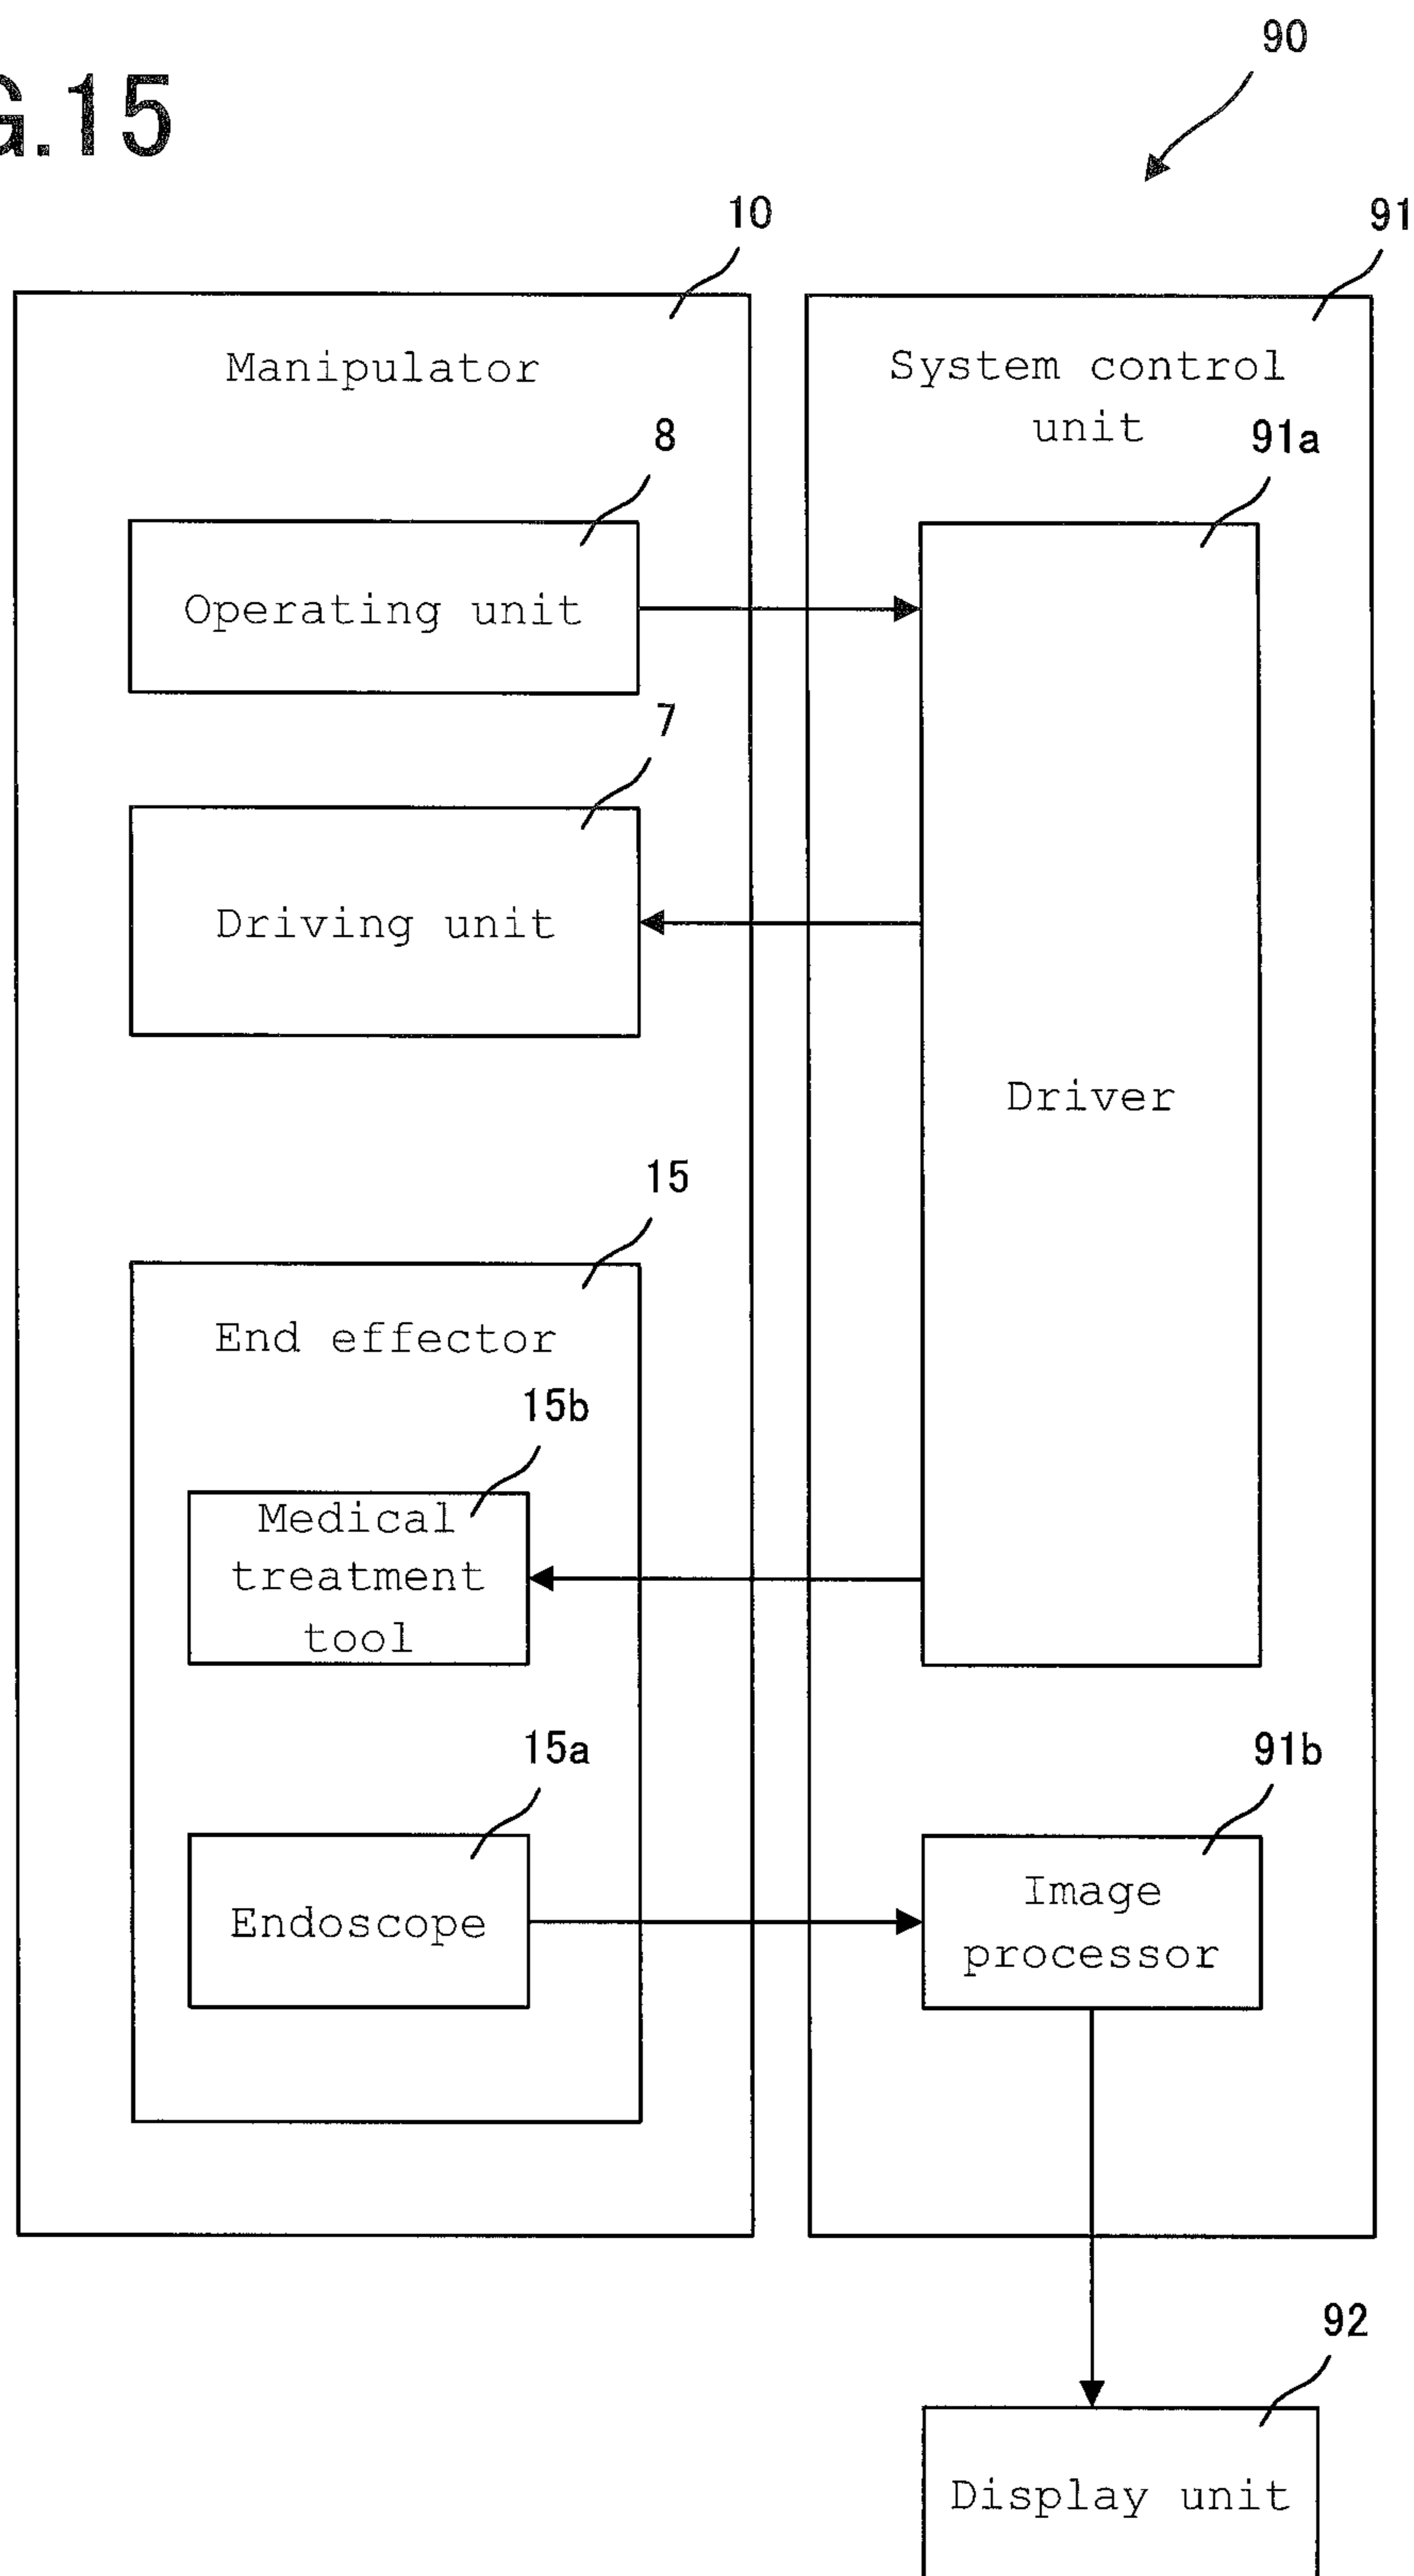 G.15
90
10
91
Manipulator
System control
unit
8
91a
Operating unit
7
Driving unit
Driver
15
End effector
15b
Medical
treatment
tool
15a
91b
Endoscope
Image
processor
92
Display unit